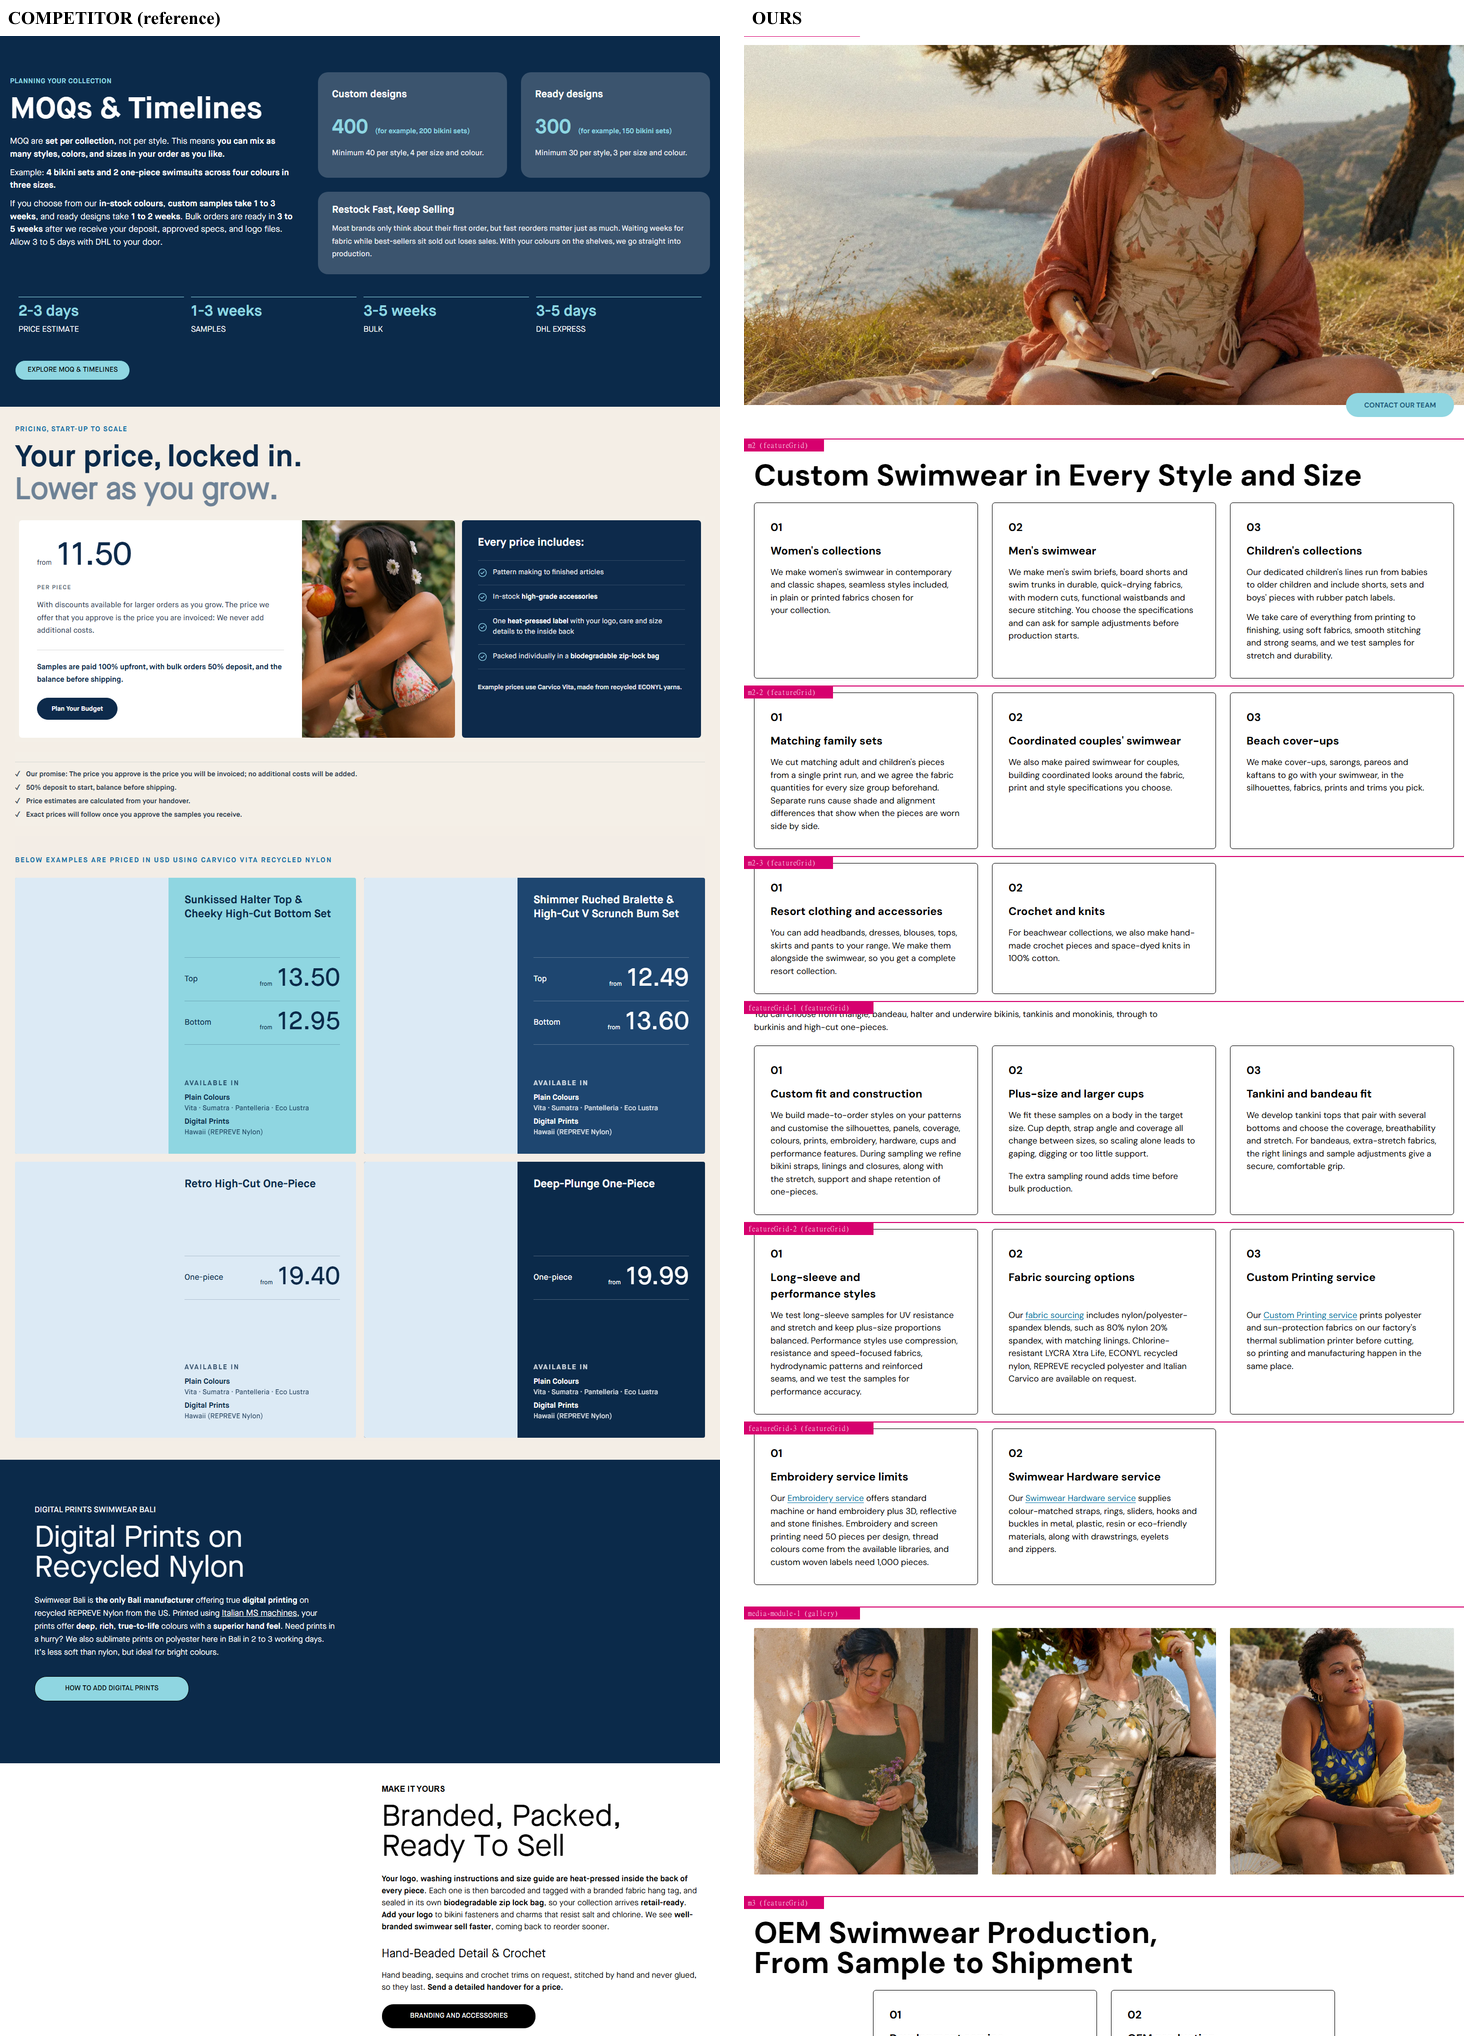 COMPETITOR (reference)
PLANNING YOUR COLLECTION
MOQs & Timelines
MOQ are set per collection, not per style. This means you can mix as
many styles, colors, and sizes in your order as you like.
Example: 4 bikini sets and 2 one-piece swimsuits across four colours in
three sizes.
If you choose from our in-stock colours, custom samples take 1 to 3
weeks, and ready designs take 1 to 2 weeks. Bulk orders are ready in 3 to
5 weeks after we receive your deposit, approved specs, and logo files.
Allow 3 to 5 days with DHL to your door.
Custom designs
400 (for example, 200 bikini sets)
Minimum 40 per style, 4 per size and colour.
Ready designs
300 (for example, 150 bikini sets)
Minimum 30 per style, 3 per size and colour.
Restock Fast, Keep Selling
Most brands only think about their first order, but fast reorders matter just as much. Waiting weeks for
fabric while best-sellers sit sold out loses sales. With your colours on the shelves, we go straight into
production.
2-3 days
PRICE ESTIMATE
1-3 weeks
SAMPLES
3-5 weeks
BULK
3-5 days
DHL EXPRESS
EXPLORE MOQ & TIMELINES
PRICING, START-UP TO SCALE
Your price, locked in.
Lower as you grow.
from 11.50
PER PIECE
With discounts available for larger orders as you grow. The price we
offer that you approve is the price you are invoiced: We never add
additional costs.
Samples are paid 100% upfront, with bulk orders 50% deposit, and the
balance before shipping.
Plan Your Budget
Every price includes:
Pattern making to finished articles
In-stock high-grade accessories
One heat-pressed label with your logo, care and size
details to the inside back
Packed individually in a biodegradable zip-lock bag
Example prices use Carvico Vita, made from recycled ECONYL yarns.
✓ Our promise: The price you approve is the price you will be invoiced; no additional costs will be added.
✓ 50% deposit to start, balance before shipping.
✓ Price estimates are calculated from your handover.
✓ Exact prices will follow once you approve the samples you receive.
BELOW EXAMPLES ARE PRICED IN USD USING CARVICO VITA RECYCLED NYLON
Sunkissed Halter Top &
Cheeky High-Cut Bottom Set
Top from 13.50
Bottom from 12.95
AVAILABLE IN
Plain Colours
Vita · Sumatra · Pantelleria · Eco Lustra
Digital Prints
Hawaii (REPREVE Nylon)
Shimmer Ruched Bralette &
High-Cut V Scrunch Bum Set
Top from 12.49
Bottom from 13.60
AVAILABLE IN
Plain Colours
Vita · Sumatra · Pantelleria · Eco Lustra
Digital Prints
Hawaii (REPREVE Nylon)
Retro High-Cut One-Piece
One-piece from 19.40
AVAILABLE IN
Plain Colours
Vita · Sumatra · Pantelleria · Eco Lustra
Digital Prints
Hawaii (REPREVE Nylon)
Deep-Plunge One-Piece
One-piece from 19.99
AVAILABLE IN
Plain Colours
Vita · Sumatra · Pantelleria · Eco Lustra
Digital Prints
Hawaii (REPREVE Nylon)
DIGITAL PRINTS SWIMWEAR BALI
Digital Prints on
Recycled Nylon
Swimwear Bali is the only Bali manufacturer offering true digital printing on
recycled REPREVE Nylon from the US. Printed using Italian MS machines, your
prints offer deep, rich, true-to-life colours with a superior hand feel. Need prints in
a hurry? We also sublimate prints on polyester here in Bali in 2 to 3 working days.
It's less soft than nylon, but ideal for bright colours.
HOW TO ADD DIGITAL PRINTS
MAKE IT YOURS
Branded, Packed,
Ready To Sell
Your logo, washing instructions and size guide are heat-pressed inside the back of
every piece. Each one is then barcoded and tagged with a branded fabric hang tag, and
sealed in its own biodegradable zip lock bag, so your collection arrives retail-ready.
Add your logo to bikini fasteners and charms that resist salt and chlorine. We see well-
branded swimwear sell faster, coming back to reorder sooner.
Hand-Beaded Detail & Crochet
Hand beading, sequins and crochet trims on request, stitched by hand and never glued,
so they last. Send a detailed handover for a price.
BRANDING AND ACCESSORIES
OURS
CONTACT OUR TEAM
m2 (featureGrid)
Custom Swimwear in Every Style and Size
01
Women's collections
We make women's swimwear in contemporary
and classic shapes, seamless styles included,
in plain or printed fabrics chosen for
your collection.
02
Men's swimwear
We make men's swim briefs, board shorts and
swim trunks in durable, quick-drying fabrics,
with modern cuts, functional waistbands and
secure stitching. You choose the specifications
and can ask for sample adjustments before
production starts.
03
Children's collections
Our dedicated children's lines run from babies
to older children and include shorts, sets and
boys' pieces with rubber patch labels.
We take care of everything from printing to
finishing, using soft fabrics, smooth stitching
and strong seams, and we test samples for
stretch and durability.
m2-2 (featureGrid)
01
Matching family sets
We cut matching adult and children's pieces
from a single print run, and we agree the fabric
quantities for every size group beforehand.
Separate runs cause shade and alignment
differences that show when the pieces are worn
side by side.
02
Coordinated couples' swimwear
We also make paired swimwear for couples,
building coordinated looks around the fabric,
print and style specifications you choose.
03
Beach cover-ups
We make cover-ups, sarongs, pareos and
kaftans to go with your swimwear, in the
silhouettes, fabrics, prints and trims you pick.
m2-3 (featureGrid)
01
Resort clothing and accessories
You can add headbands, dresses, blouses, tops,
skirts and pants to your range. We make them
alongside the swimwear, so you get a complete
resort collection.
02
Crochet and knits
For beachwear collections, we also make hand-
made crochet pieces and space-dyed knits in
100% cotton.
featureGrid-1 (featureGrid)
You can choose from triangle, bandeau, halter and underwire bikinis, tankinis and monokinis, through to
burkinis and high-cut one-pieces.
01
Custom fit and construction
We build made-to-order styles on your patterns
and customise the silhouettes, panels, coverage,
colours, prints, embroidery, hardware, cups and
performance features. During sampling we refine
bikini straps, linings and closures, along with
the stretch, support and shape retention of
one-pieces.
02
Plus-size and larger cups
We fit these samples on a body in the target
size. Cup depth, strap angle and coverage all
change between sizes, so scaling alone leads to
gaping, digging or too little support.
The extra sampling round adds time before
bulk production.
03
Tankini and bandeau fit
We develop tankini tops that pair with several
bottoms and choose the coverage, breathability
and stretch. For bandeaus, extra-stretch fabrics,
the right linings and sample adjustments give a
secure, comfortable grip.
featureGrid-2 (featureGrid)
01
Long-sleeve and
performance styles
We test long-sleeve samples for UV resistance
and stretch and keep plus-size proportions
balanced. Performance styles use compression,
resistance and speed-focused fabrics,
hydrodynamic patterns and reinforced
seams, and we test the samples for
performance accuracy.
02
Fabric sourcing options
Our fabric sourcing includes nylon/polyester-
spandex blends, such as 80% nylon 20%
spandex, with matching linings. Chlorine-
resistant LYCRA Xtra Life, ECONYL recycled
nylon, REPREVE recycled polyester and Italian
Carvico are available on request.
03
Custom Printing service
Our Custom Printing service prints polyester
and sun-protection fabrics on our factory's
thermal sublimation printer before cutting,
so printing and manufacturing happen in the
same place.
featureGrid-3 (featureGrid)
01
Embroidery service limits
Our Embroidery service offers standard
machine or hand embroidery plus 3D, reflective
and stone finishes. Embroidery and screen
printing need 50 pieces per design, thread
colours come from the available libraries, and
custom woven labels need 1,000 pieces.
02
Swimwear Hardware service
Our Swimwear Hardware service supplies
colour-matched straps, rings, sliders, hooks and
buckles in metal, plastic, resin or eco-friendly
materials, along with drawstrings, eyelets
and zippers.
media-module-1 (gallery)
m3 (featureGrid)
OEM Swimwear Production,
From Sample to Shipment
01
02